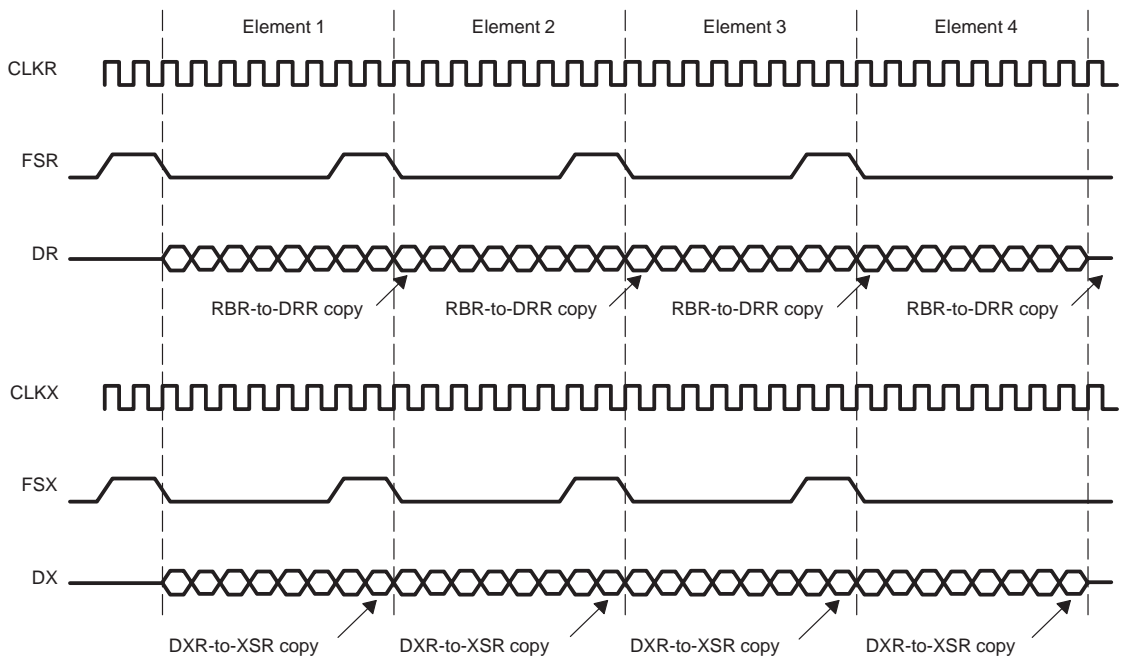 Element 1 Element 2 Element 3 Element 4
CLKR
FSR
DR
RBR-to-DRR copy RBR-to-DRR copy RBR-to-DRR copy RBR-to-DRR copy
CLKX
FSX
DX
DXR-to-XSR copy DXR-to-XSR copy DXR-to-XSR copy DXR-to-XSR copy